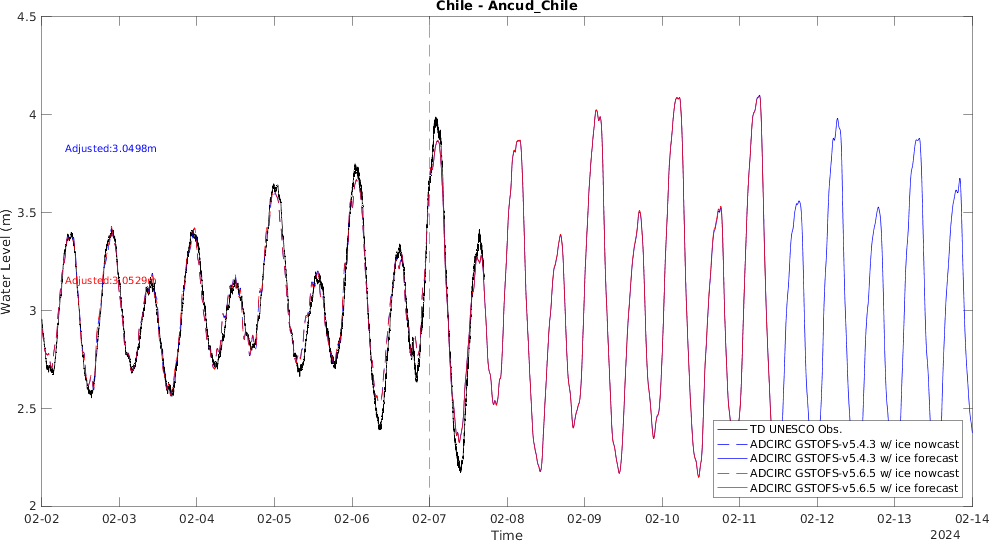 Chile - Ancud_Chile
4.5
4
3.5
3
2.5
2
Water Level (m)
Adjusted:3.0498m
Adjusted:3.0529m
TD UNESCO Obs.
ADCIRC GSTOFS-v5.4.3 w/ ice nowcast
ADCIRC GSTOFS-v5.4.3 w/ ice forecast
ADCIRC GSTOFS-v5.6.5 w/ ice nowcast
ADCIRC GSTOFS-v5.6.5 w/ ice forecast
02-02 02-03 02-04 02-05 02-06 02-07 02-08 02-09 02-10 02-11 02-12 02-13 02-14
Time
2024